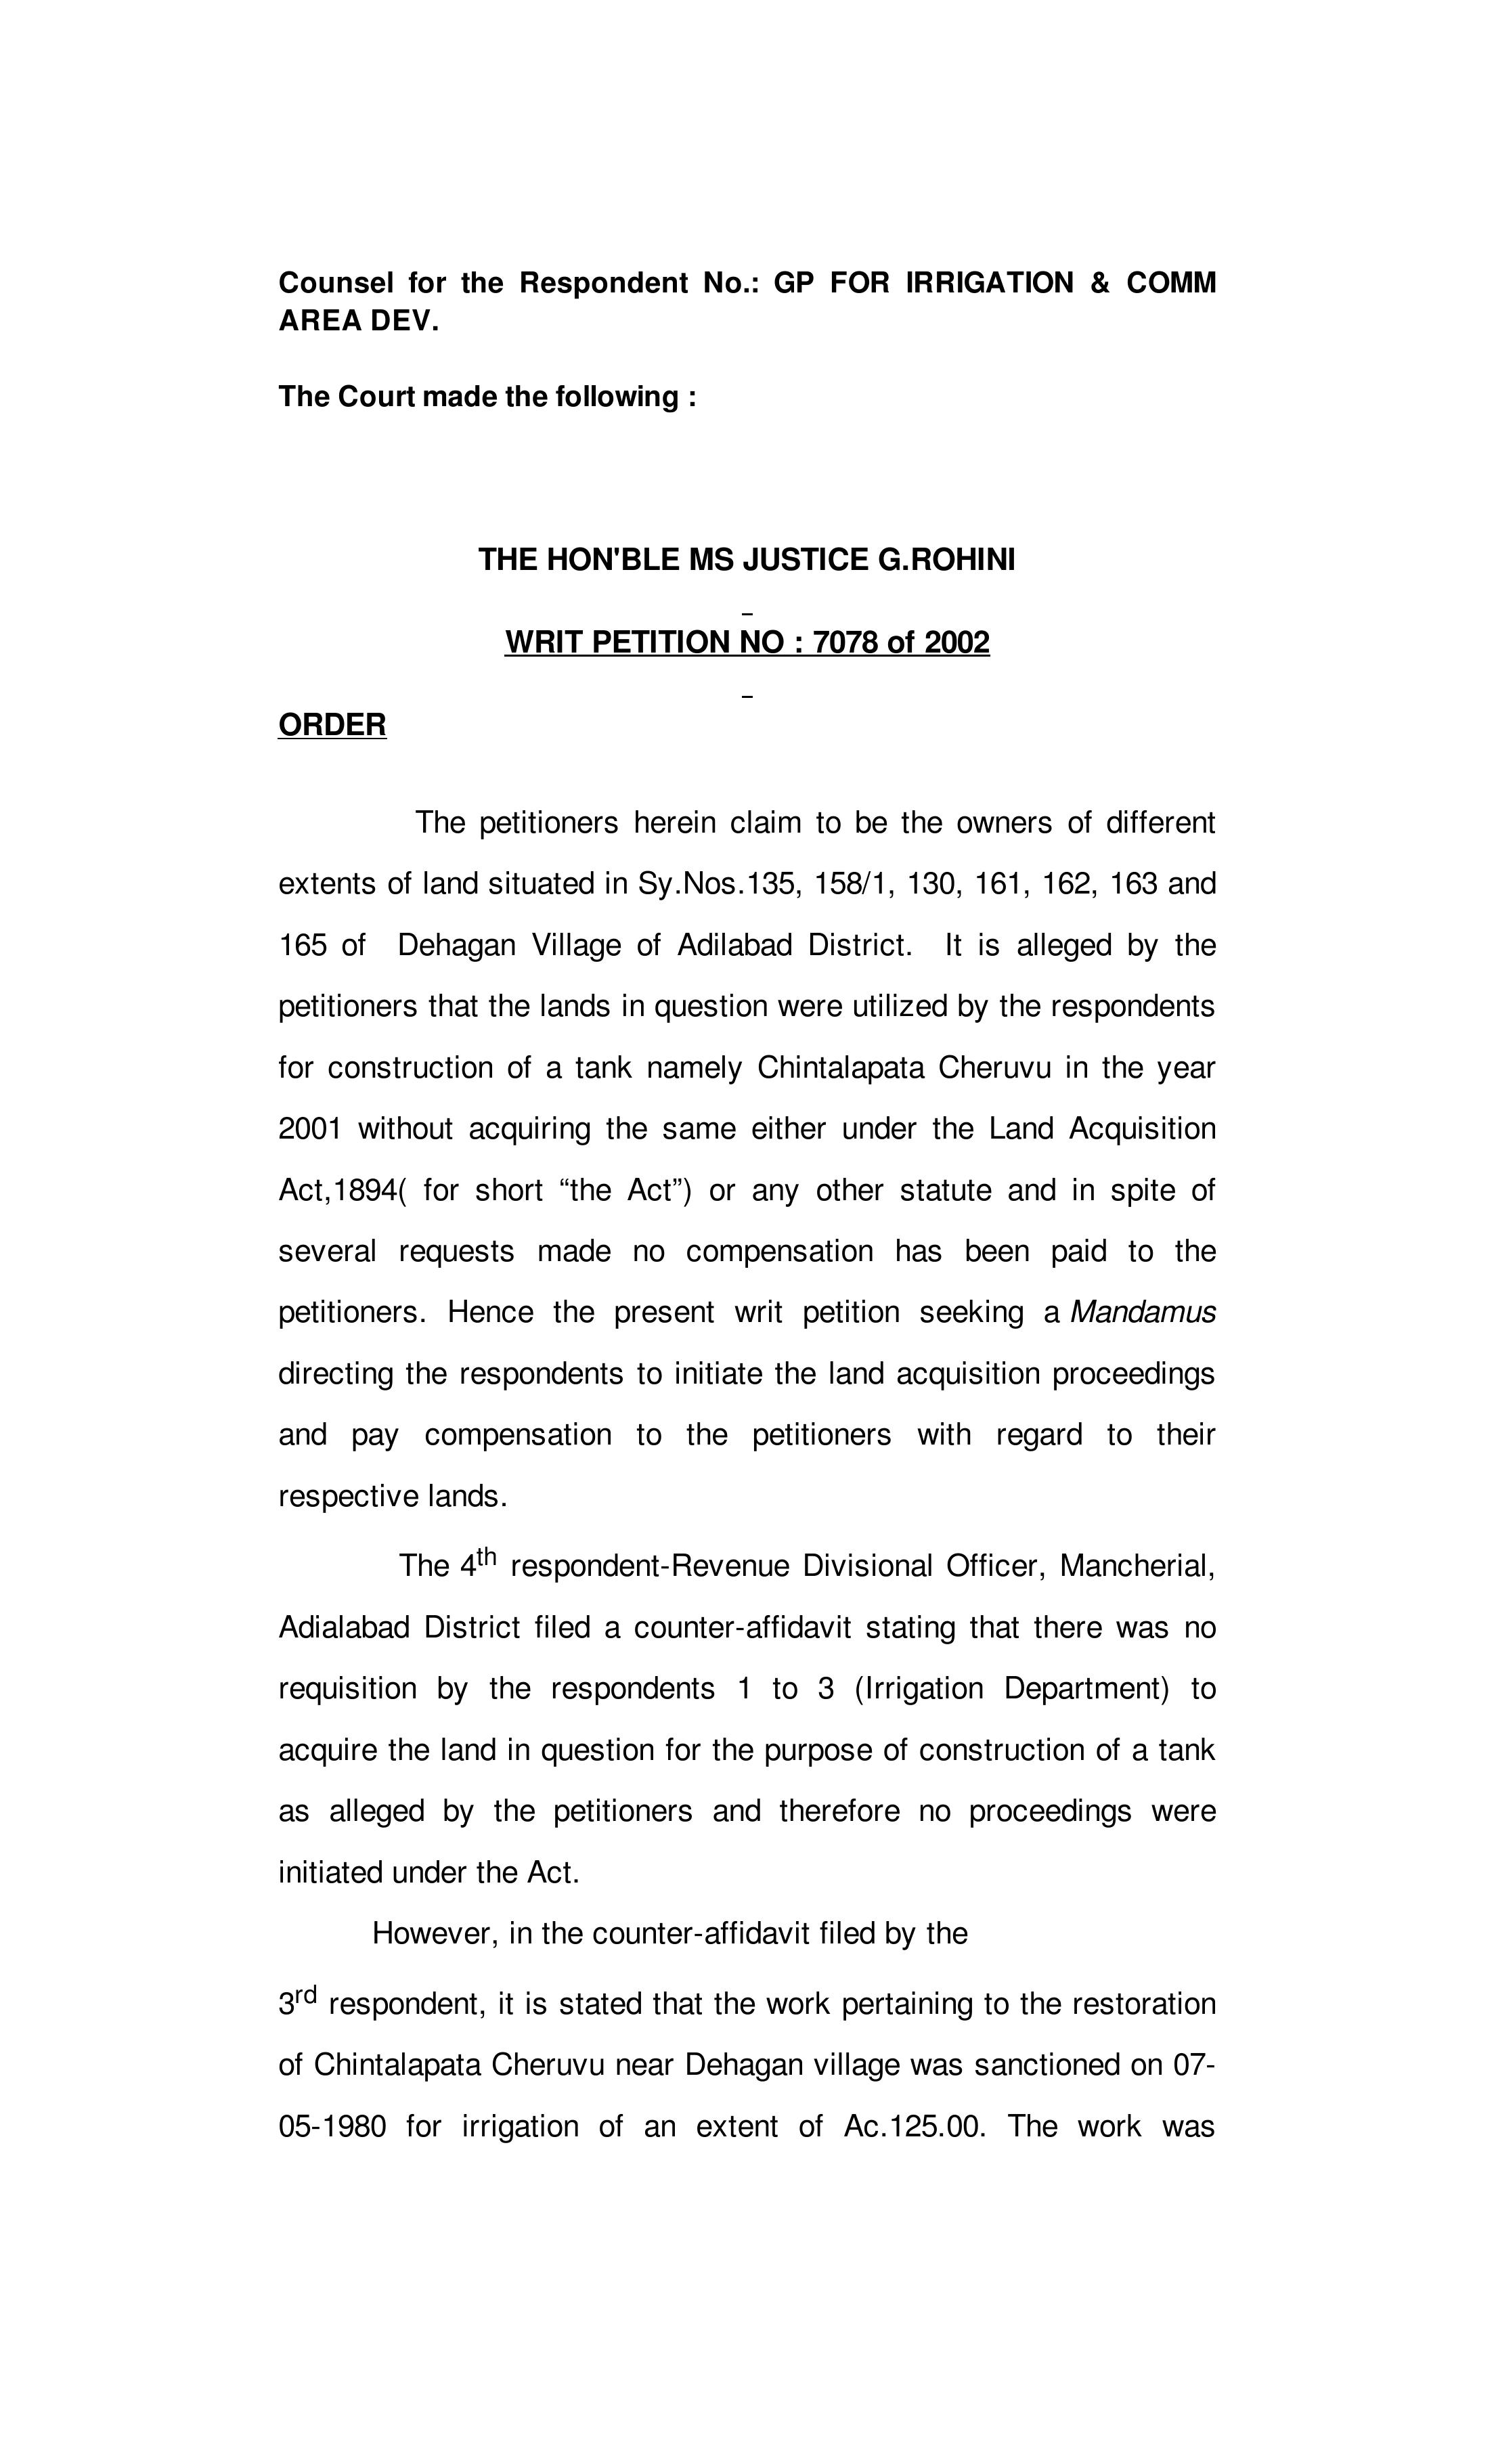 Counsel for the Respondent No.: GP FOR IRRIGATION & COMM
AREA DEV.
The Court made the following :
THE HON'BLE MS JUSTICE G.ROHINI
WRIT PETITION NO : 7078 of 2002
ORDER
The petitioners herein claim to be the owners of different
extents of land situated in Sy.Nos.135, 158/1, 130, 161, 162, 163 and
165 of Dehagan Village of Adilabad District. It is alleged by the
petitioners that the lands in question were utilized by the respondents
for construction of a tank namely Chintalapata Cheruvu in the year
2001 without acquiring the same either under the Land Acquisition
Act,1894( for short “the Act”) or any other statute and in spite of
several requests made no compensation has been paid to the
petitioners. Hence the present writ petition seeking a Mandamus
directing the respondents to initiate the land acquisition proceedings
and pay compensation to the petitioners with regard to their
respective lands.
The 4th respondent-Revenue Divisional Officer, Mancherial,
Adialabad District filed a counter-affidavit stating that there was no
requisition by the respondents 1 to 3 (Irrigation Department) to
acquire the land in question for the purpose of construction of a tank
as alleged by the petitioners and therefore no proceedings were
initiated under the Act.
However, in the counter-affidavit filed by the
3rd respondent, it is stated that the work pertaining to the restoration
of Chintalapata Cheruvu near Dehagan village was sanctioned on 07-
05-1980 for irrigation of an extent of Ac.125.00. The work was